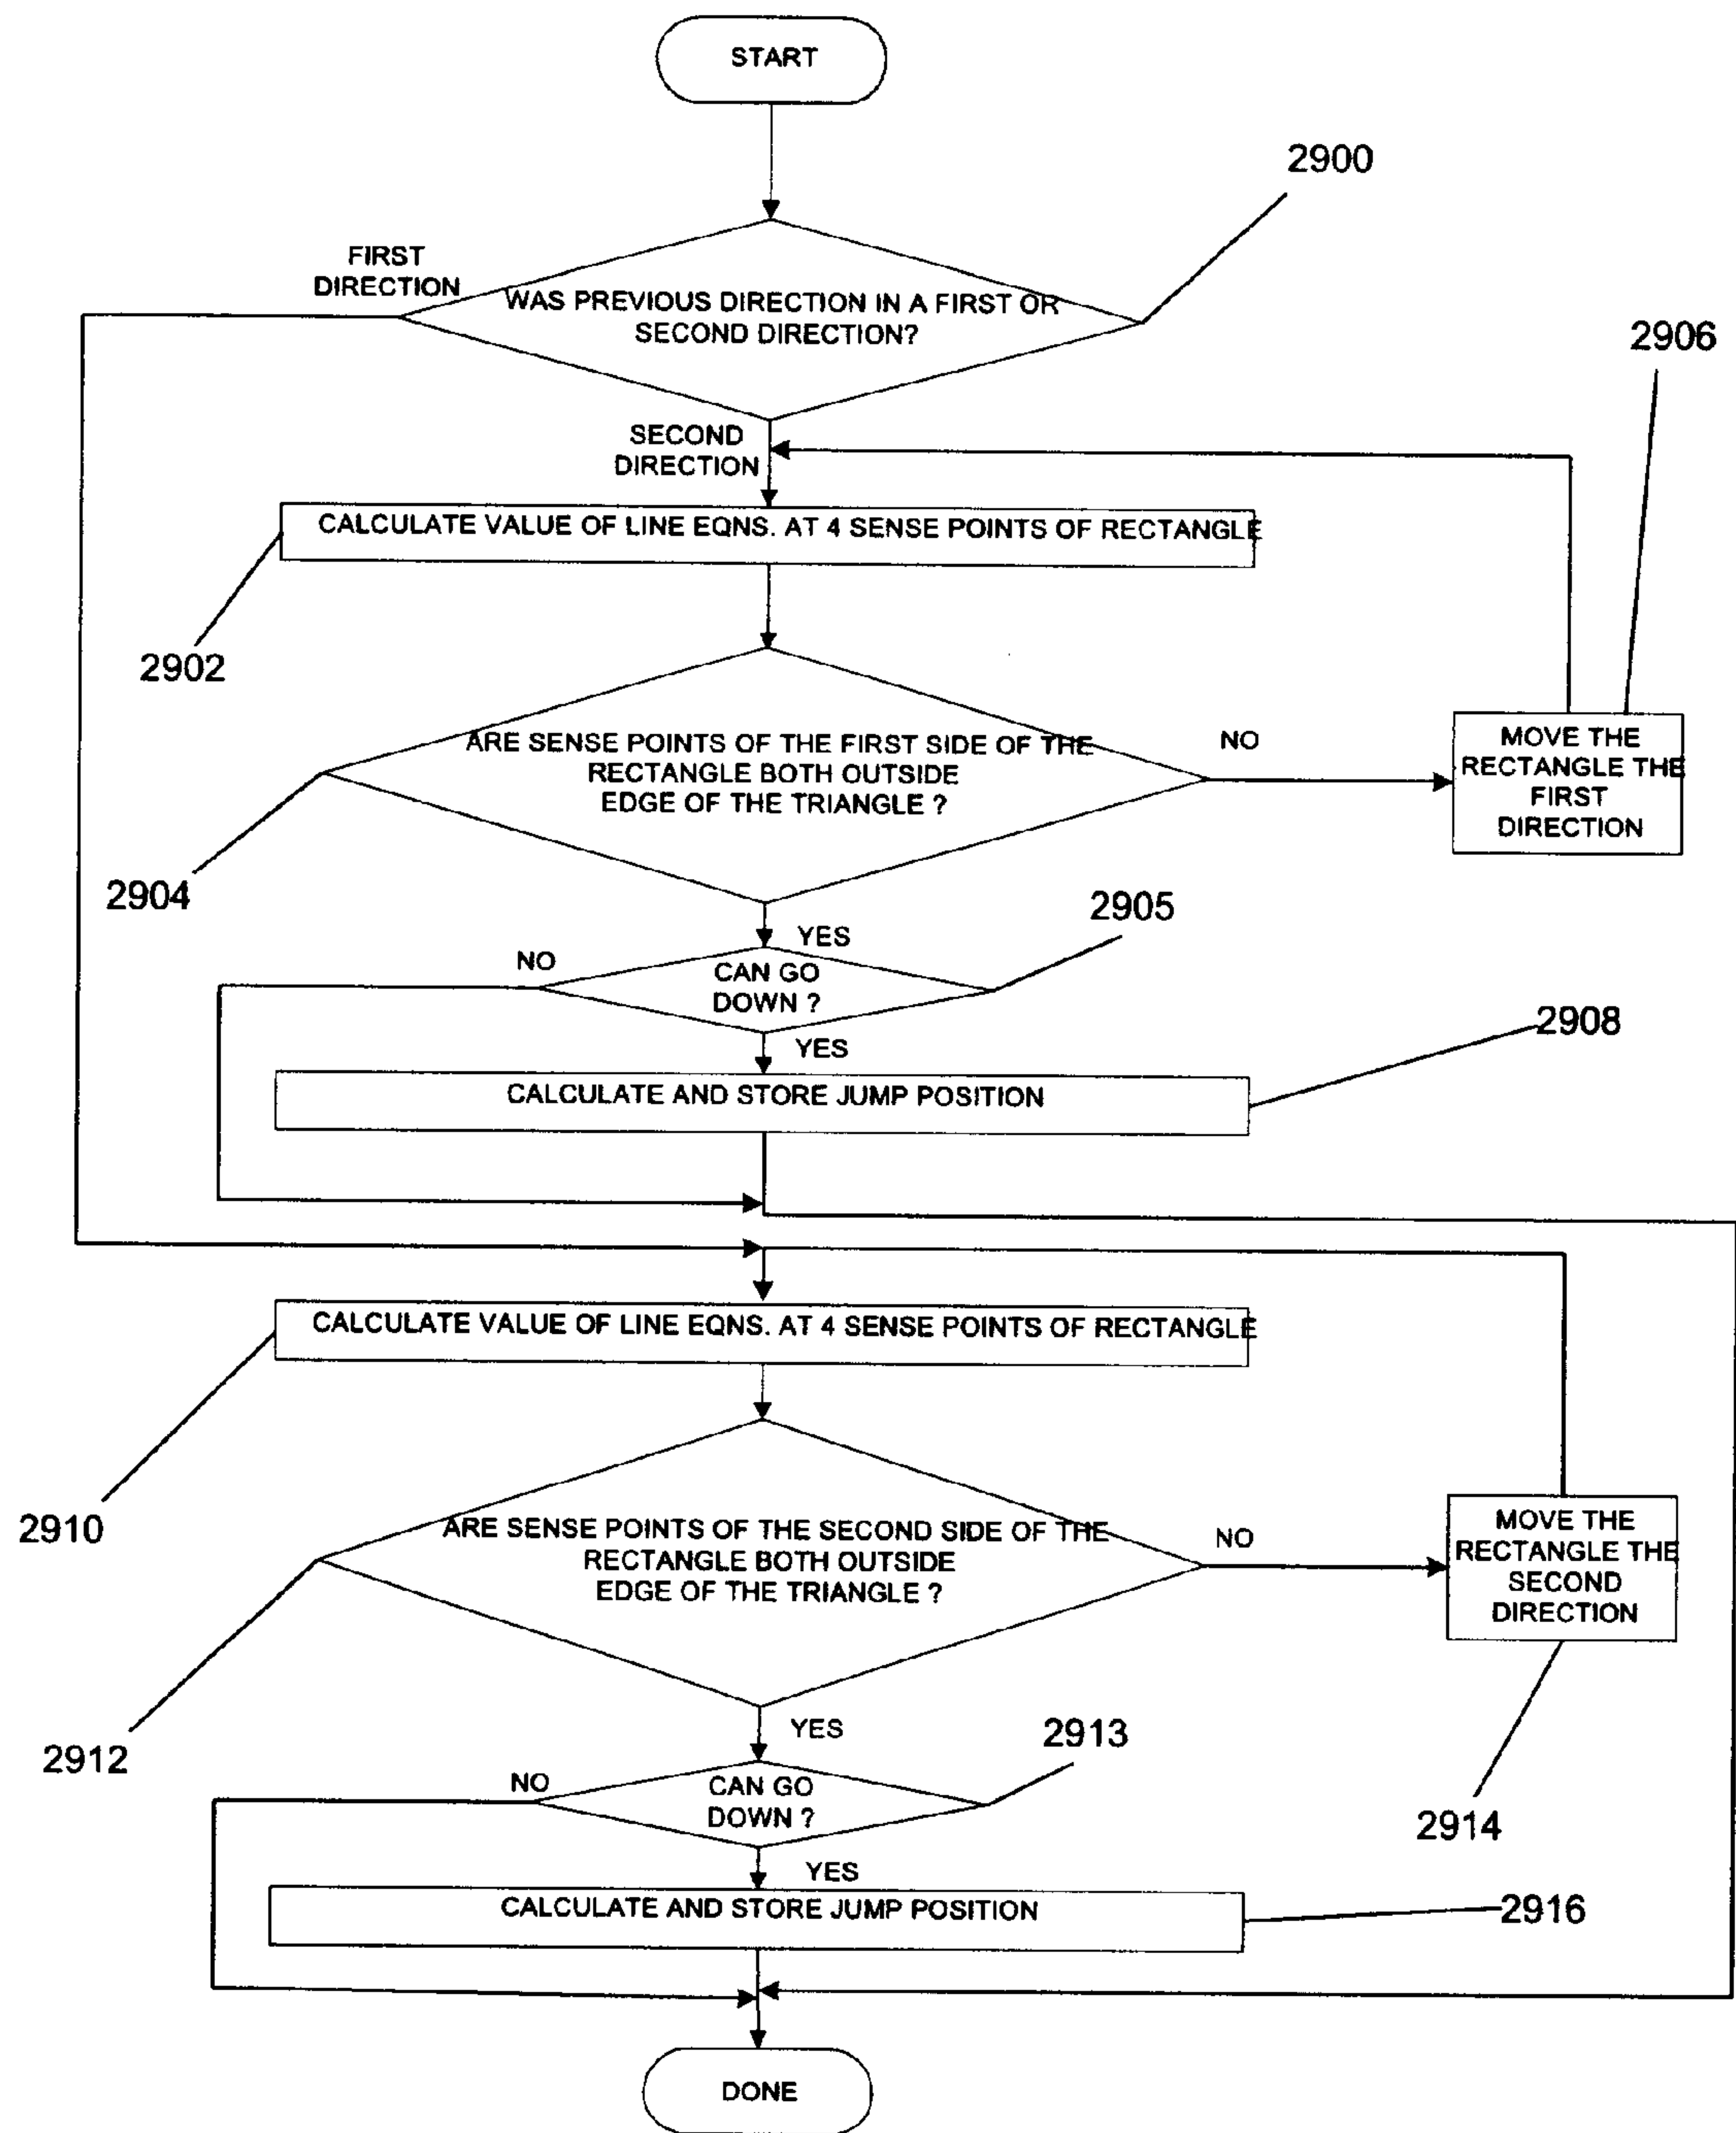 START
2900
FIRST
DIRECTION
WAS PREVIOUS DIRECTION IN A FIRST OR
SECOND DIRECTION?
2906
SECOND
DIRECTION
CALCULATE VALUE OF LINE EQNS. AT 4 SENSE POINTS OF RECTANGLE
2902
ARE SENSE POINTS OF THE FIRST SIDE OF THE
RECTANGLE BOTH OUTSIDE
EDGE OF THE TRIANGLE ?
NO
MOVE THE
RECTANGLE THE
FIRST
DIRECTION
2904
2905
YES
NO
CAN GO
DOWN ?
2908
YES
CALCULATE AND STORE JUMP POSITION
CALCULATE VALUE OF LINE EQNS. AT 4 SENSE POINTS OF RECTANGLE
2910
ARE SENSE POINTS OF THE SECOND SIDE OF THE
RECTANGLE BOTH OUTSIDE
EDGE OF THE TRIANGLE ?
NO
MOVE THE
RECTANGLE THE
SECOND
DIRECTION
2912
YES
2913
NO
CAN GO
DOWN ?
2914
YES
CALCULATE AND STORE JUMP POSITION
2916
DONE